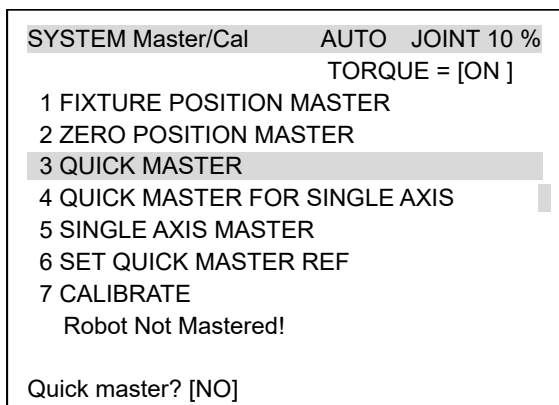 SYSTEM Master/Cal AUTO JOINT 10 %
TORQUE = [ON ]
1 FIXTURE POSITION MASTER
2 ZERO POSITION MASTER
3 QUICK MASTER
4 QUICK MASTER FOR SINGLE AXIS
5 SINGLE AXIS MASTER
6 SET QUICK MASTER REF
7 CALIBRATE
Robot Not Mastered!
Quick master? [NO]